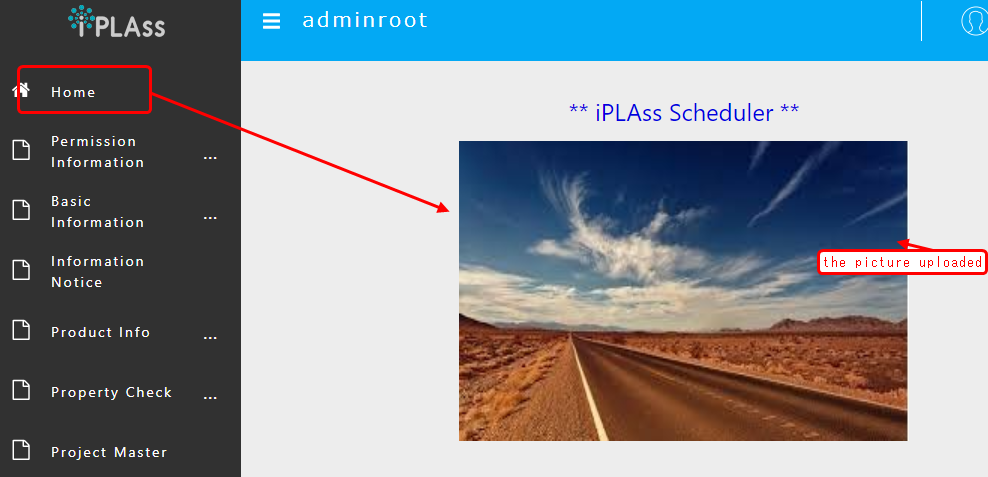 iPLAss
adminroot
Home
Permission
Information
...
Basic
Information
...
Information
Notice
Product Info
...
Property Check
...
Project Master
** iPLAss Scheduler **
the picture uploaded